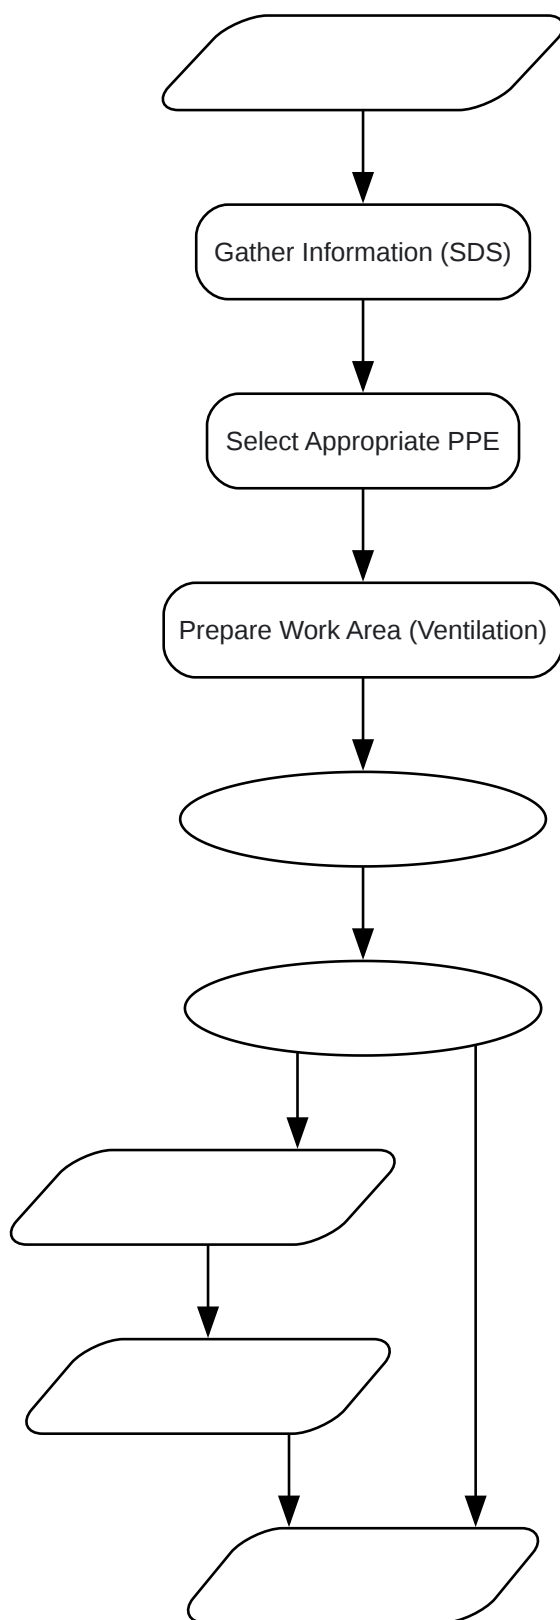 Gather Information (SDS)
Select Appropriate PPE
Prepare Work Area (Ventilation)